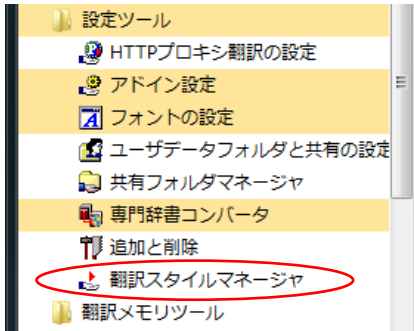 設定ツール
HTTPプロキシ翻訳の設定
アドイン設定
フォントの設定
ユーザデータフォルダと共有の設定
共有フォルダマネージャ
専門辞書コンバータ
追加と削除
翻訳スタイルマネージャ
翻訳メモリツール